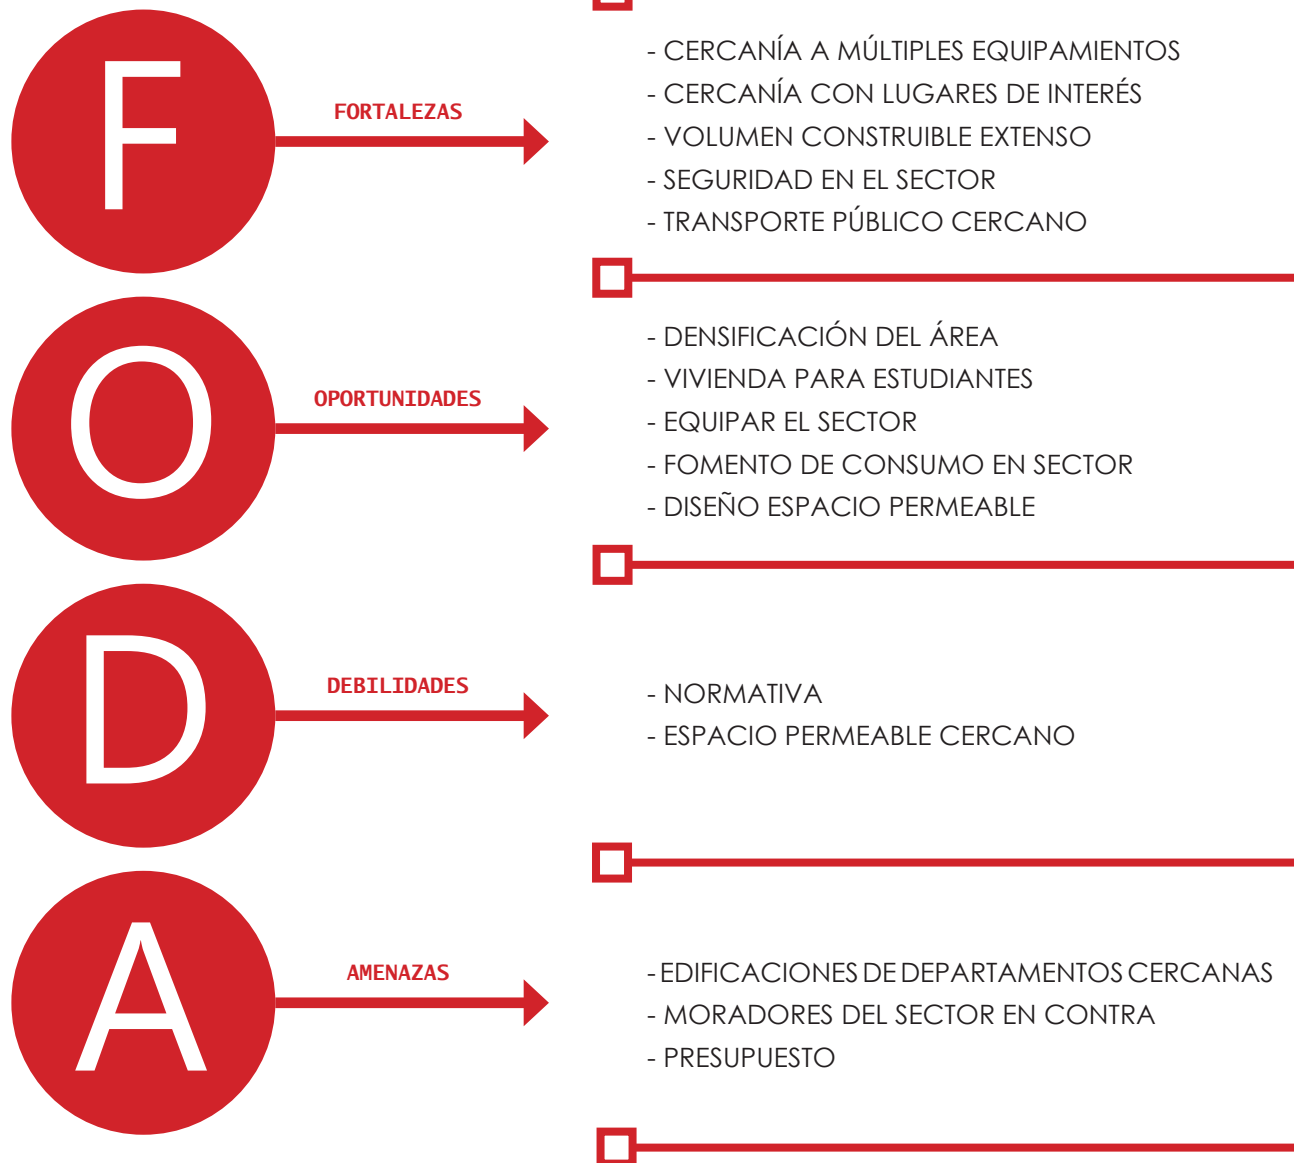 F
FORTALEZAS
- CERCANÍA A MÚLTIPLES EQUIPAMIENTOS
- CERCANÍA CON LUGARES DE INTERÉS
- VOLUMEN CONSTRUIBLE EXTENSO
- SEGURIDAD EN EL SECTOR
- TRANSPORTE PÚBLICO CERCANO
O
OPORTUNIDADES
- DENSIFICACIÓN DEL ÁREA
- VIVIENDA PARA ESTUDIANTES
- EQUIPAR EL SECTOR
- FOMENTO DE CONSUMO EN SECTOR
- DISEÑO ESPACIO PERMEABLE
D
DEBILIDADES
- NORMATIVA
- ESPACIO PERMEABLE CERCANO
A
AMENAZAS
- EDIFICACIONES DE DEPARTAMENTOS CERCANAS
- MORADORES DEL SECTOR EN CONTRA
- PRESUPUESTO